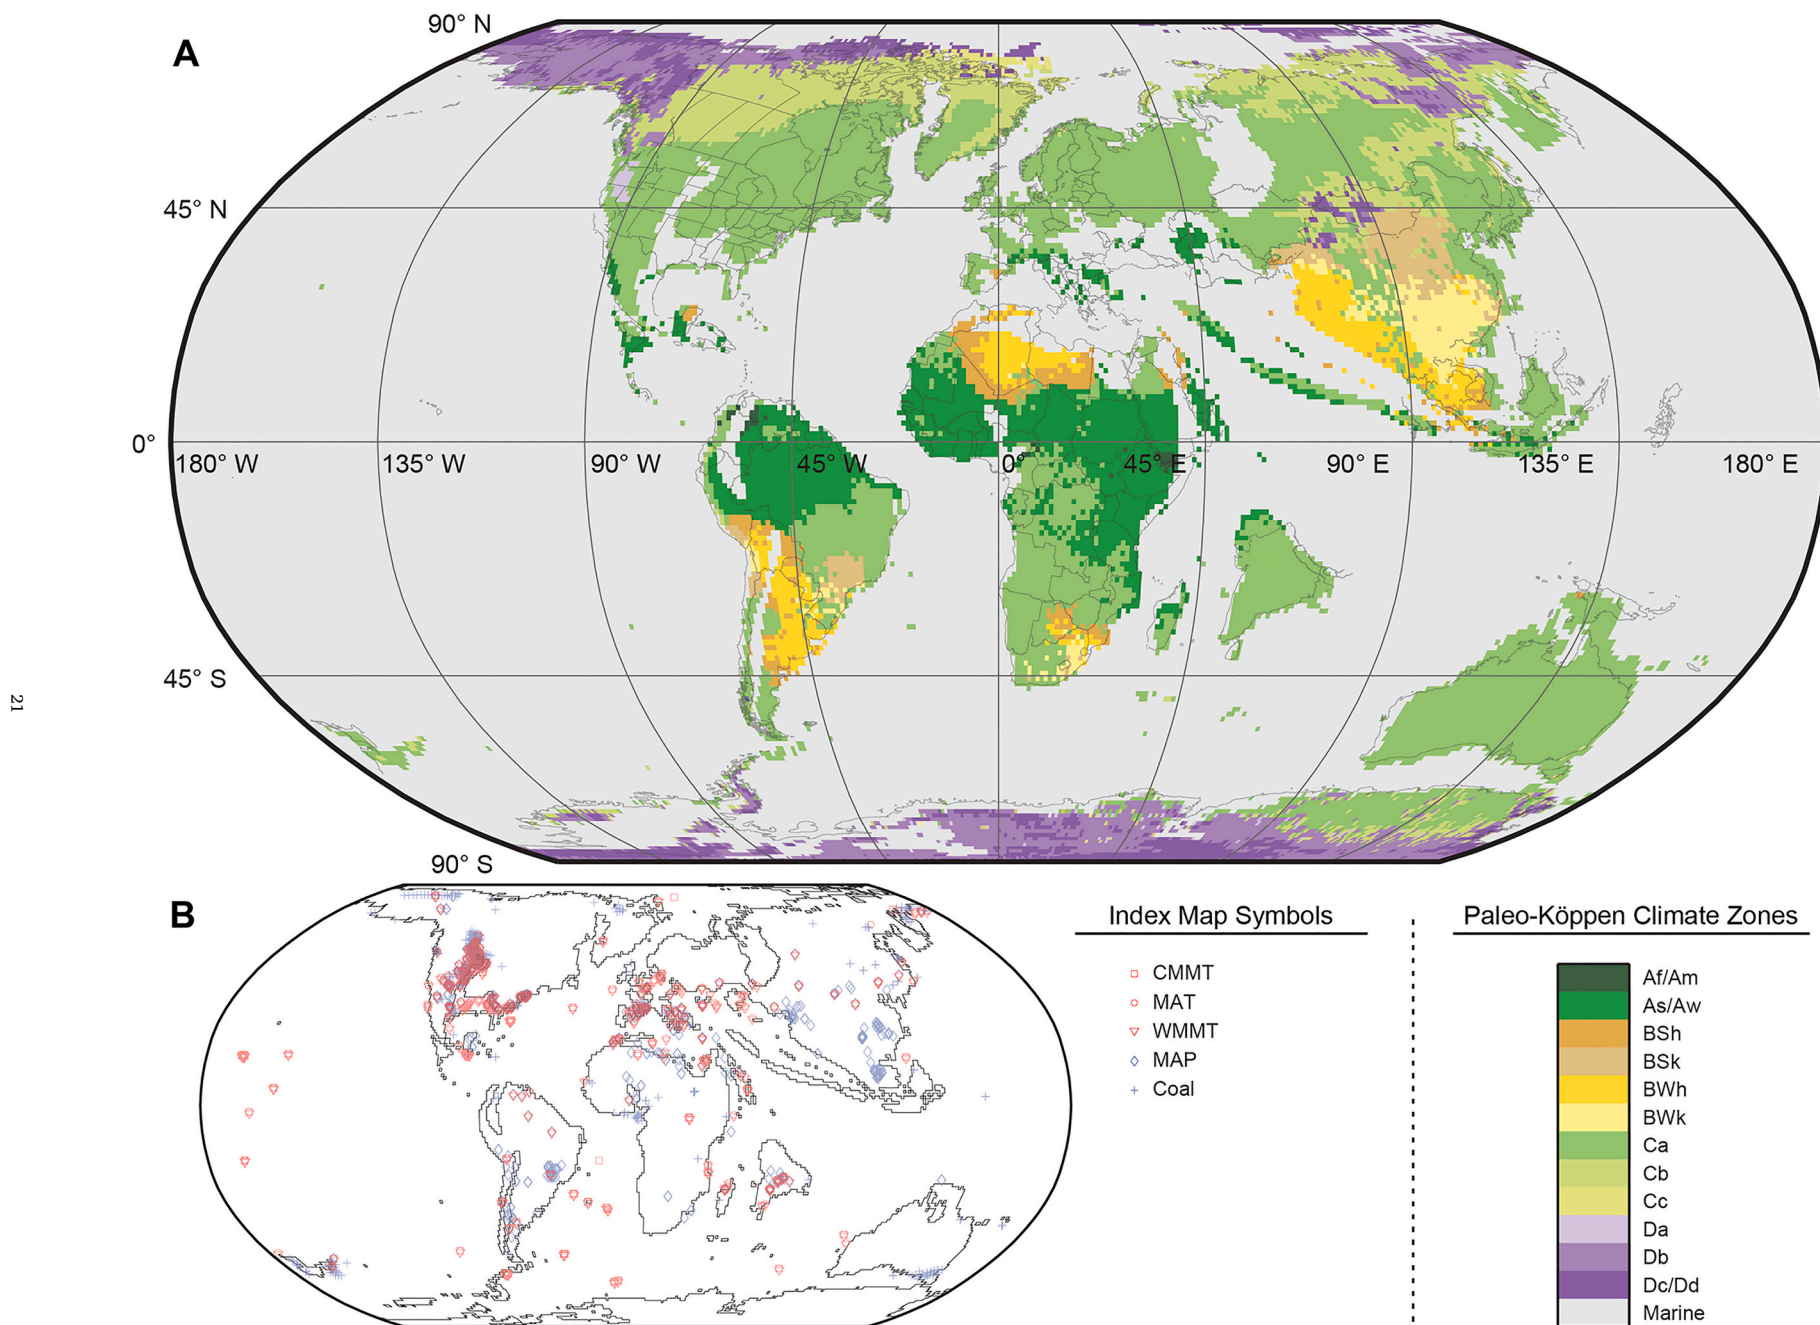 90° N
A
45° N
0°
180° W 135° W 90° W 45° W 0° 45° E 90° E 135° E 180° E
45° S
21
90° S
B
Index Map Symbols
CMMT
MAT
WMMT
MAP
Coal
Paleo-Köppen Climate Zones
Af/Am
As/Aw
BSh
BSk
BWh
BWk
Ca
Cb
Cc
Da
Db
Dc/Dd
Marine